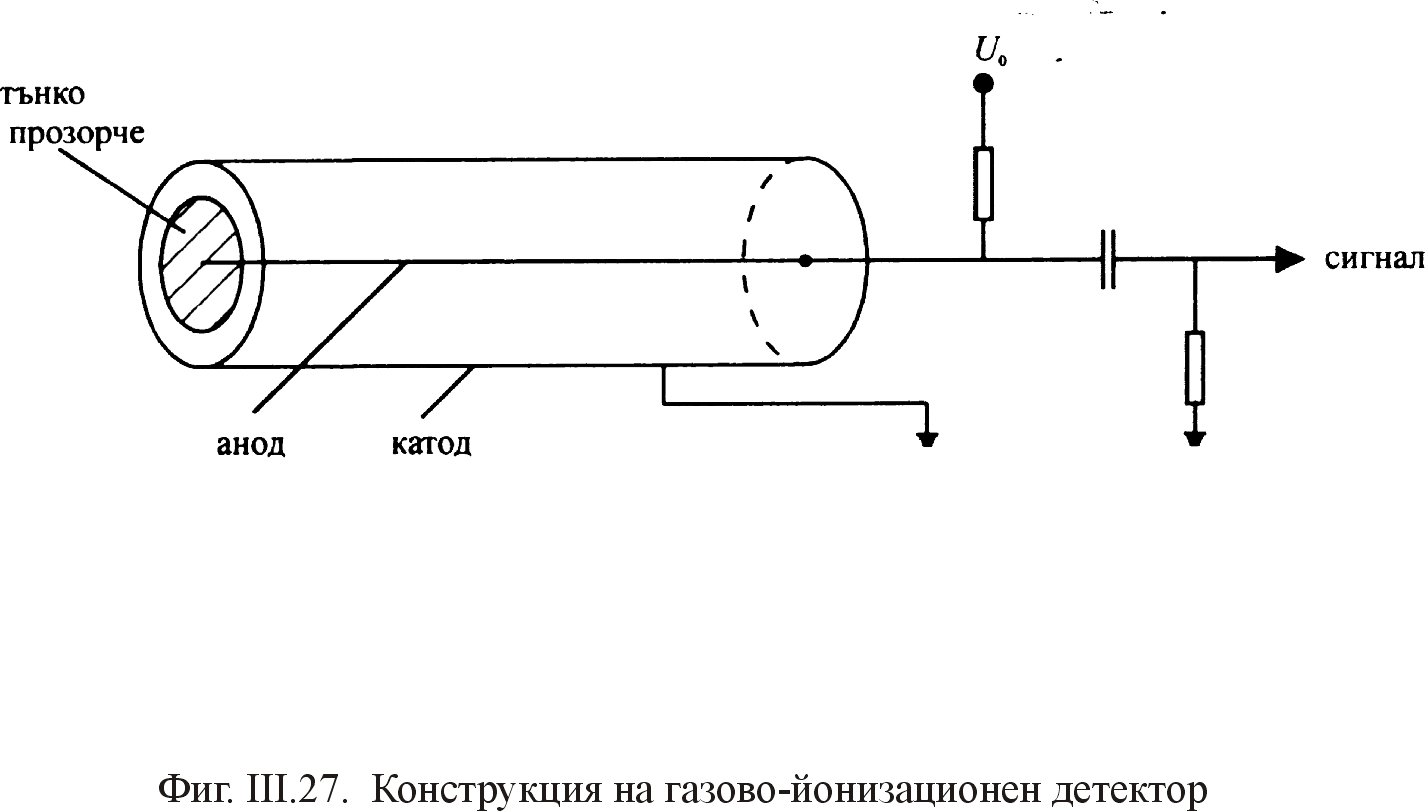 U₀
тънко
прозорче
сигнал
анод
катод
Фиг. III.27. Конструкция на газово-йонизационен детектор